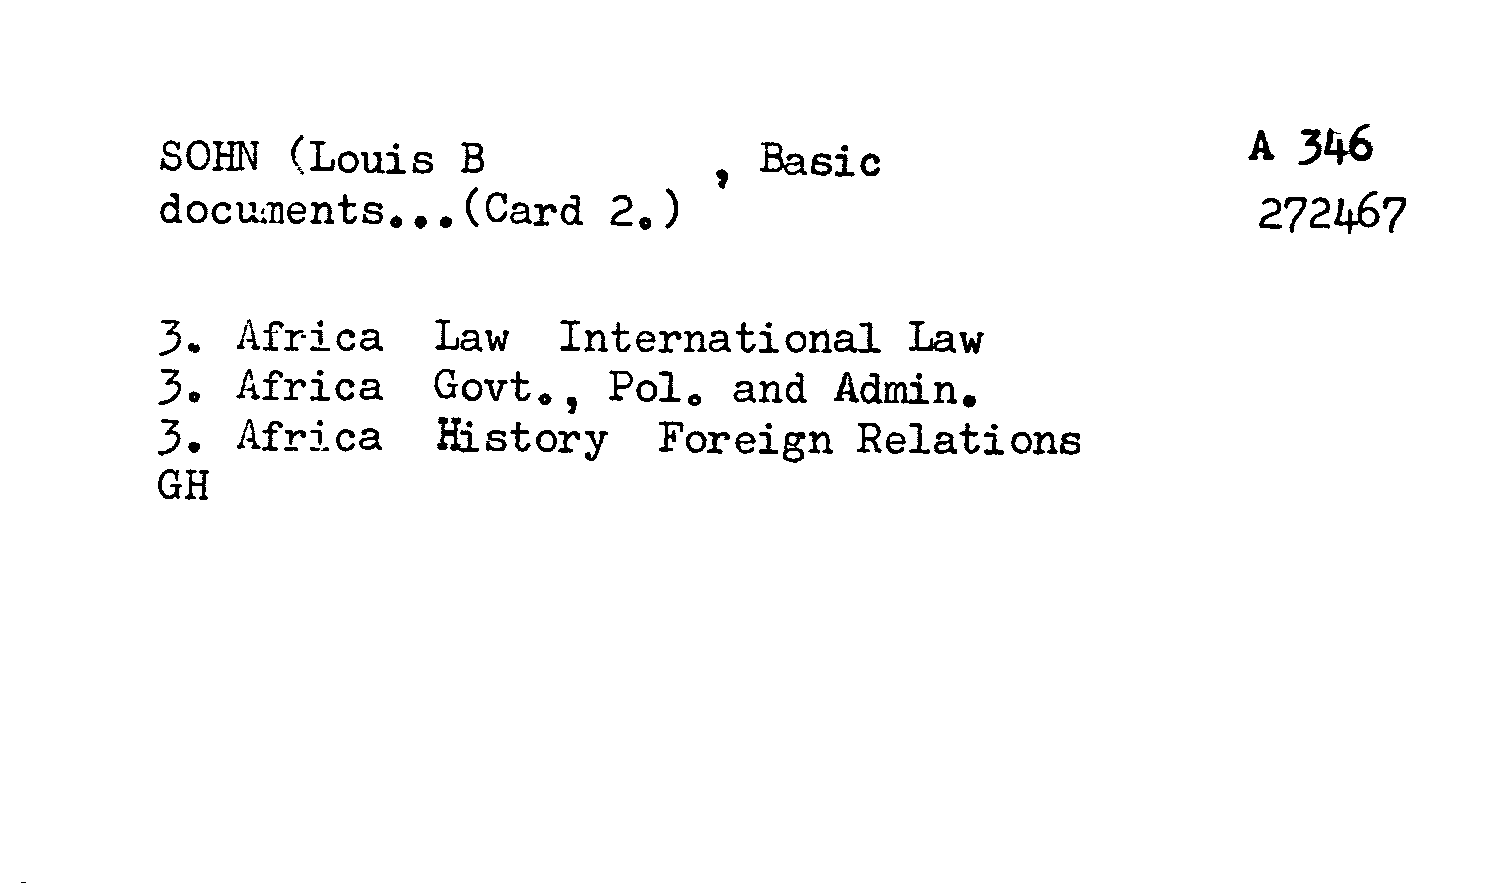 SOHN (Louis B , Basic
documents...(Card 2.)
A 346
272467
3. Africa Law International Law
3. Africa Govt., Pol. and Admin.
3. Africa History Foreign Relations
GH